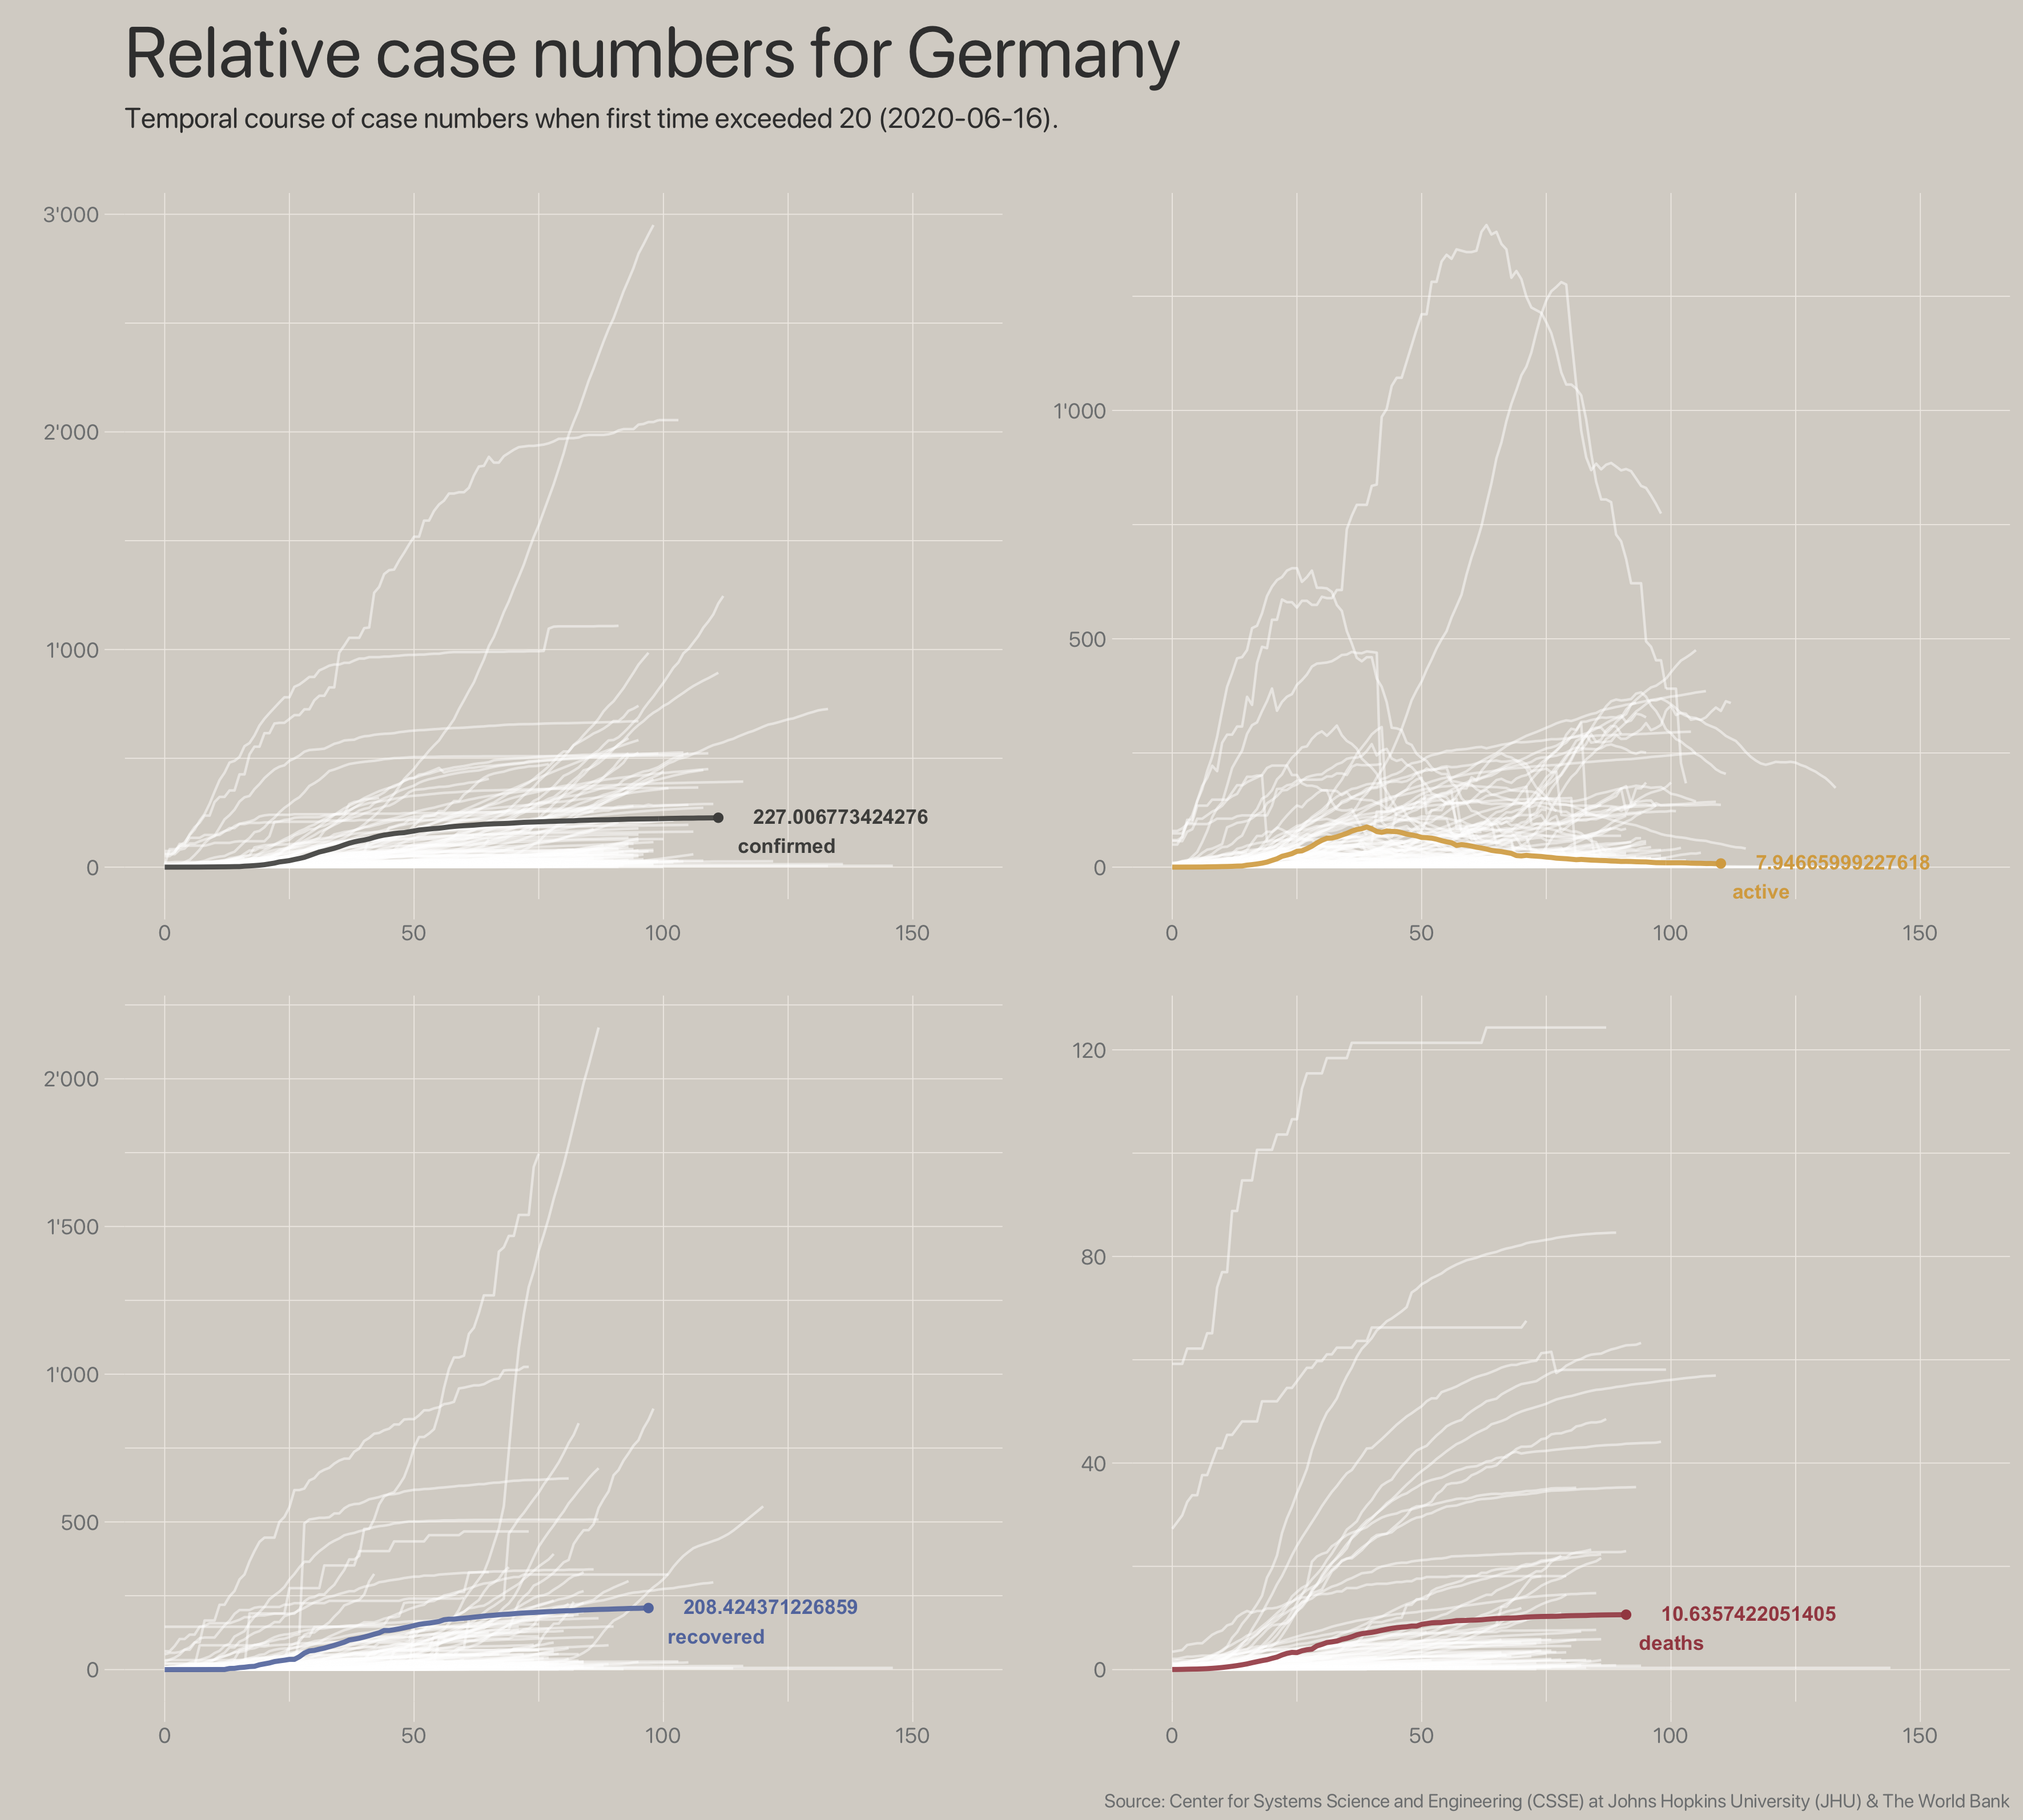 Relative case numbers for Germany
Temporal course of case numbers when first time exceeded 20 (2020-06-16).
3'000
2'000
1'000
0
227.006773424276
confirmed
0 50 100 150
1'000
500
0
7.94665999227618
active
0 50 100 150
2'000
1'500
1'000
500
0
208.424371226859
recovered
0 50 100 150
120
80
40
0
10.6357422051405
deaths
0 50 100 150
Source: Center for Systems Science and Engineering (CSSE) at Johns Hopkins University (JHU) & The World Bank